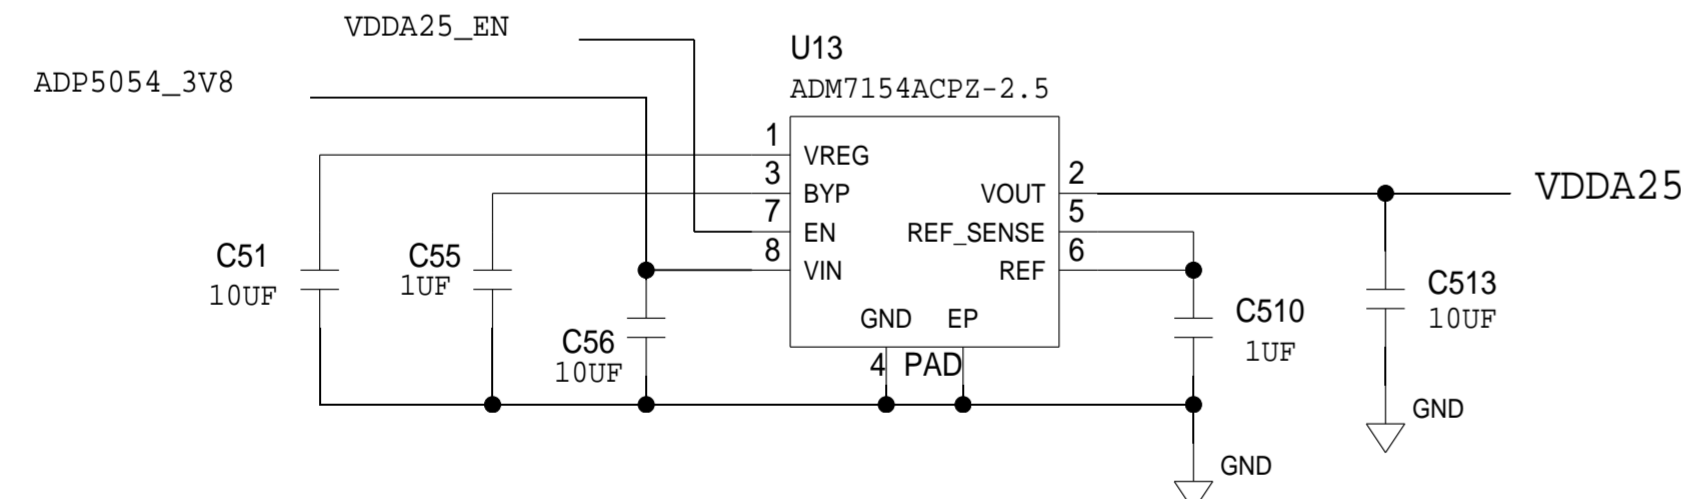 VDDA25_EN
ADP5054_3V8
U13
ADM7154ACPZ-2.5
1
VREG
3
BYP
7
EN
8
VIN
VOUT
2
REF_SENSE
5
REF
6
GND
EP
4
PAD
VDDA25
C51
10UF
C55
1UF
C56
10UF
C510
1UF
C513
10UF
GND
GND